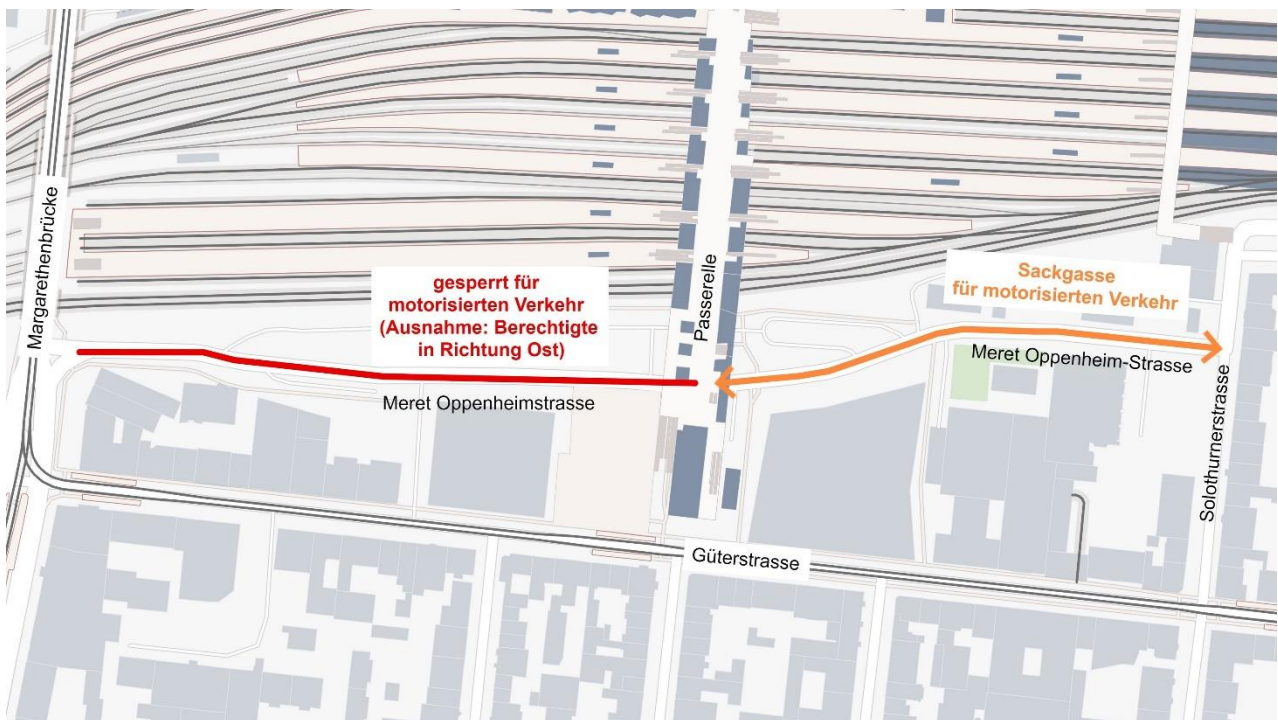 Margarethenbrücke
gesperrt für
motorisierten Verkehr
(Ausnahme: Berechtigte
in Richtung Ost)
Meret Oppenheimstrasse
Passerelle
Sackgasse
für motorisierten Verkehr
Meret Oppenheim-Strasse
Solothurnerstrasse
Güterstrasse